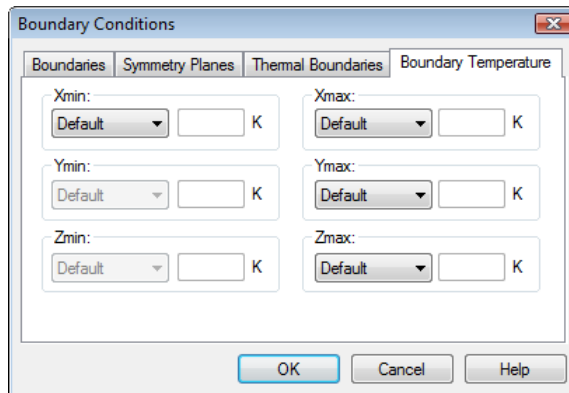 Boundary Conditions
Boundaries Symmetry Planes Thermal Boundaries Boundary Temperature
Xmin: Xmax:
Default K Default K
Ymin: Ymax:
Default K Default K
Zmin: Zmax:
Default K Default K
OK Cancel Help